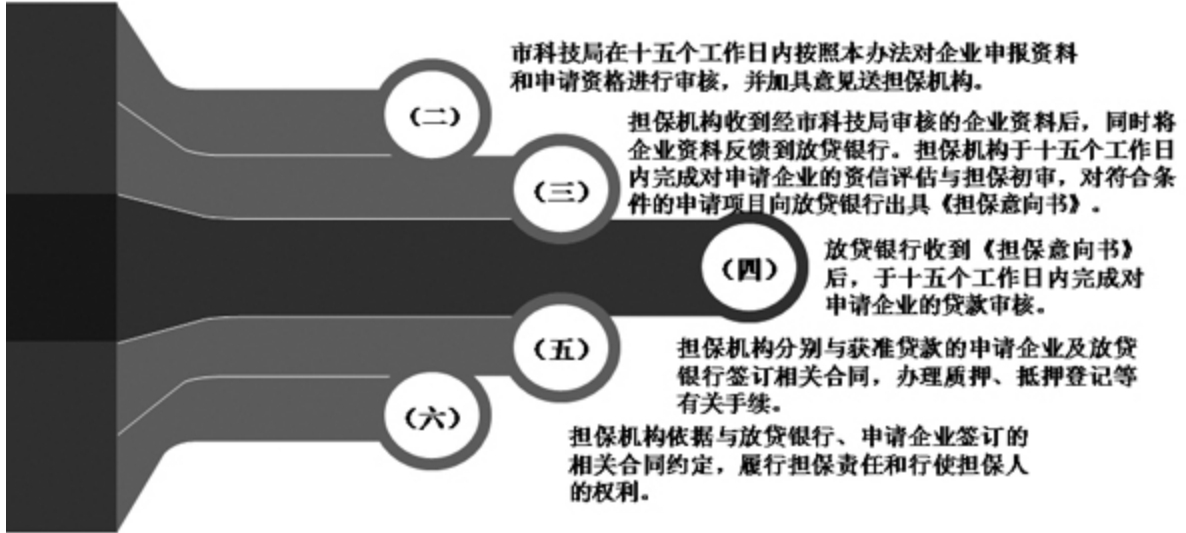 （二）
市科技局在十五个工作日内按照本办法对企业申报资料
和申请资格进行审核，并加具意见送担保机构。
（三）
担保机构收到经市科技局审核的企业资料后，同时将
企业资料反馈到放贷银行。担保机构于十五个工作日
内完成对申请企业的资信评估与担保初审，对符合条
件的申请项目向放贷银行出具《担保意向书》。
（四）
放贷银行收到《担保意向书》
后，于十五个工作日内完成对
申请企业的贷款审核。
（五）
担保机构分别与获准贷款的申请企业及放贷
银行签订相关合同，办理质押、抵押登记等
有关手续。
（六）
担保机构依据与放贷银行、申请企业签订的
相关合同约定，履行担保责任和行使担保人
的权利。